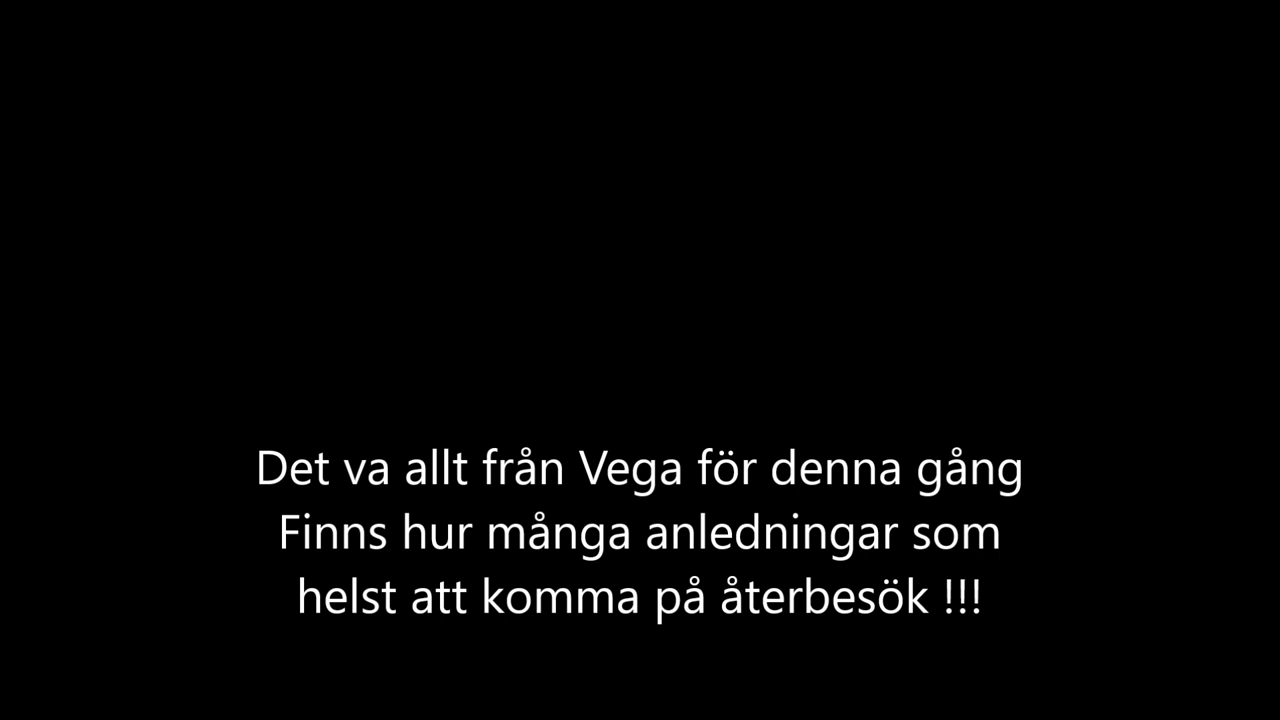 Det va allt från Vega för denna gång
Finns hur många anledningar som
helst att komma på återbesök !!!